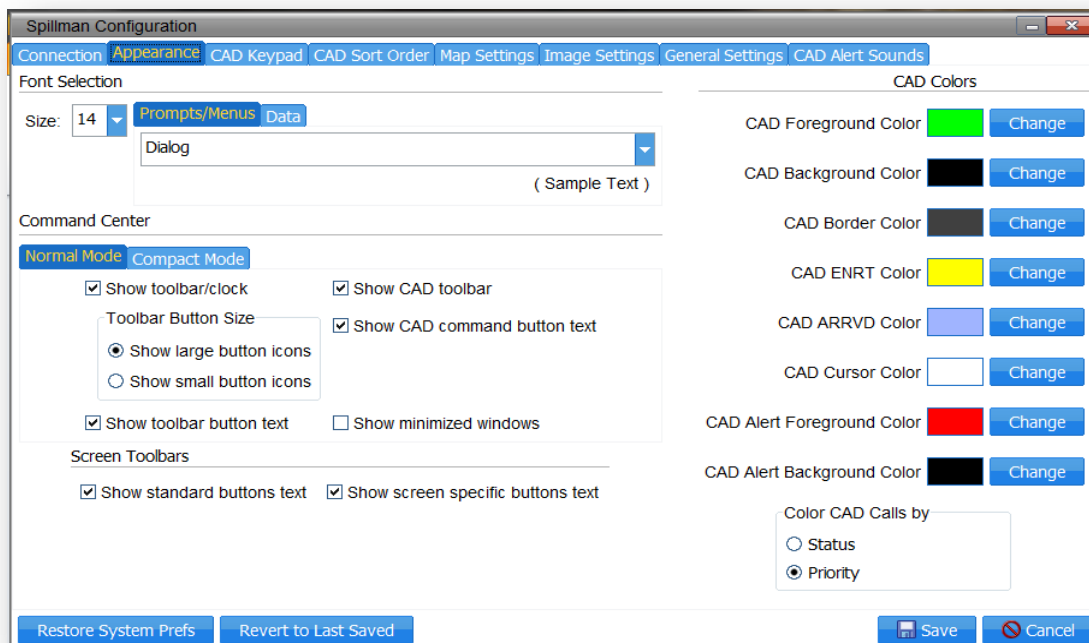 Spillman Configuration
Connection Appearance CAD Keypad CAD Sort Order Map Settings Image Settings General Settings CAD Alert Sounds
Font Selection
Size: 14
Prompts/Menus Data
Dialog
( Sample Text )
Command Center
Normal Mode Compact Mode
Show toolbar/clock
Show CAD toolbar
Toolbar Button Size
Show CAD command button text
Show large button icons
Show small button icons
Show toolbar button text
Show minimized windows
Screen Toolbars
Show standard buttons text
Show screen specific buttons text
CAD Colors
CAD Foreground Color Change
CAD Background Color Change
CAD Border Color Change
CAD ENRT Color Change
CAD ARRVD Color Change
CAD Cursor Color Change
CAD Alert Foreground Color Change
CAD Alert Background Color Change
Color CAD Calls by
Status
Priority
Restore System Prefs Revert to Last Saved Save Cancel